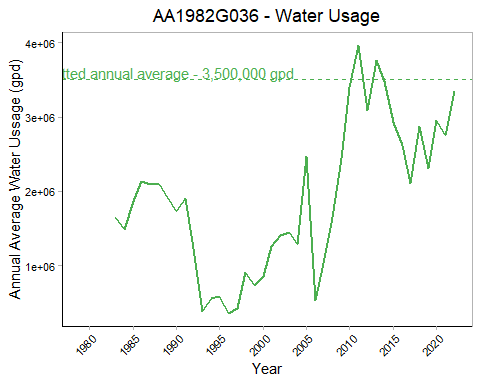 AA1982G036 - Water Usage
4e+06
tted annual average - 3,500,000 gpd
3e+06
2e+06
1e+06
Annual Average Water Ussage (gpd)
1980
1985
1990
1995
2000
2005
2010
2015
2020
Year